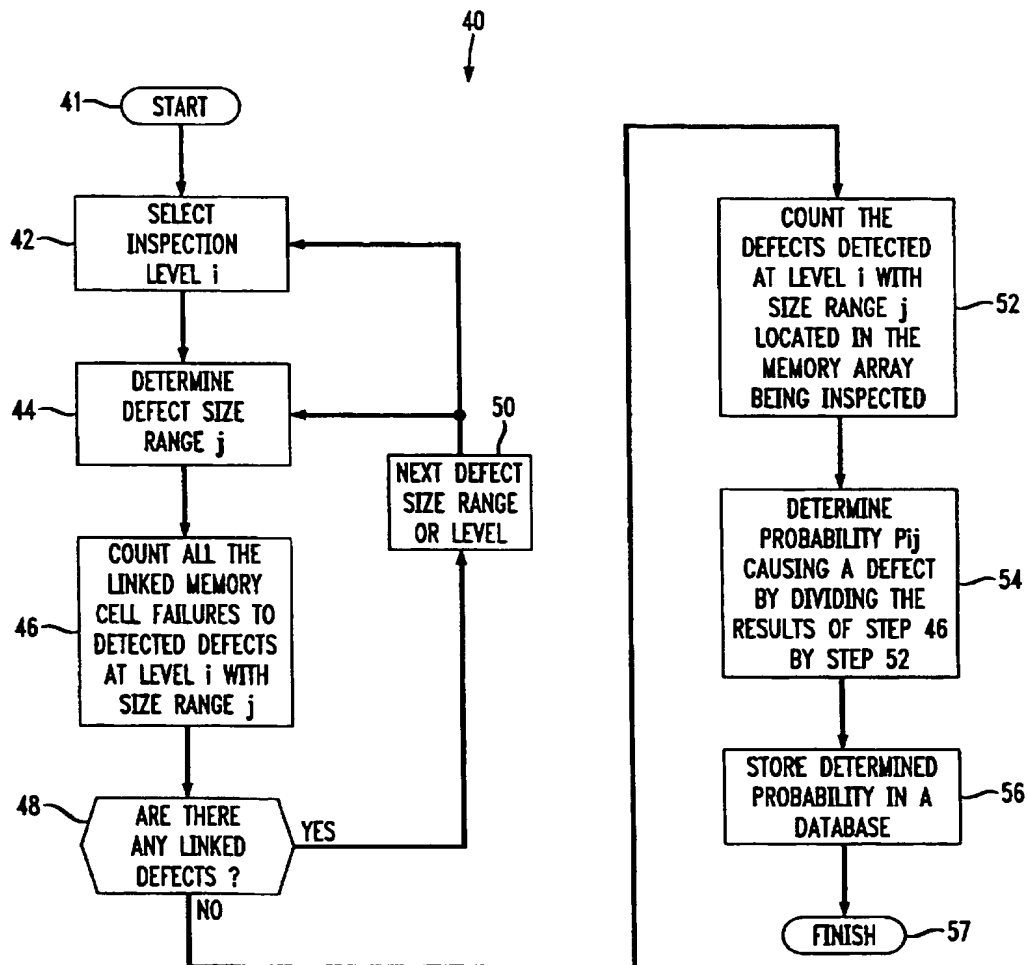 40
41
START
42
SELECT
INSPECTION
LEVEL i
44
DETERMINE
DEFECT SIZE
RANGE j
50
NEXT DEFECT
SIZE RANGE
OR LEVEL
46
COUNT ALL THE
LINKED MEMORY
CELL FAILURES TO
DETECTED DEFECTS
AT LEVEL i WITH
SIZE RANGE j
48
ARE THERE
ANY LINKED
DEFECTS ?
YES
NO
COUNT THE
DEFECTS DETECTED
AT LEVEL i WITH
SIZE RANGE j
LOCATED IN THE
MEMORY ARRAY
BEING INSPECTED
52
DETERMINE
PROBABILITY Pij
CAUSING A DEFECT
BY DIVIDING THE
RESULTS OF STEP 46
BY STEP 52
54
STORE DETERMINED
PROBABILITY IN A
DATABASE
56
FINISH
57